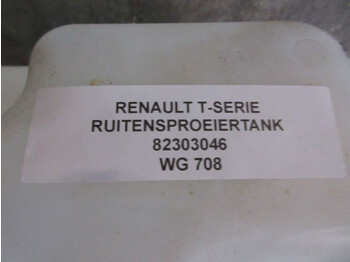 RENAULT T-SERIE
RUITENSPROEIERTANK
82303046
WG 708